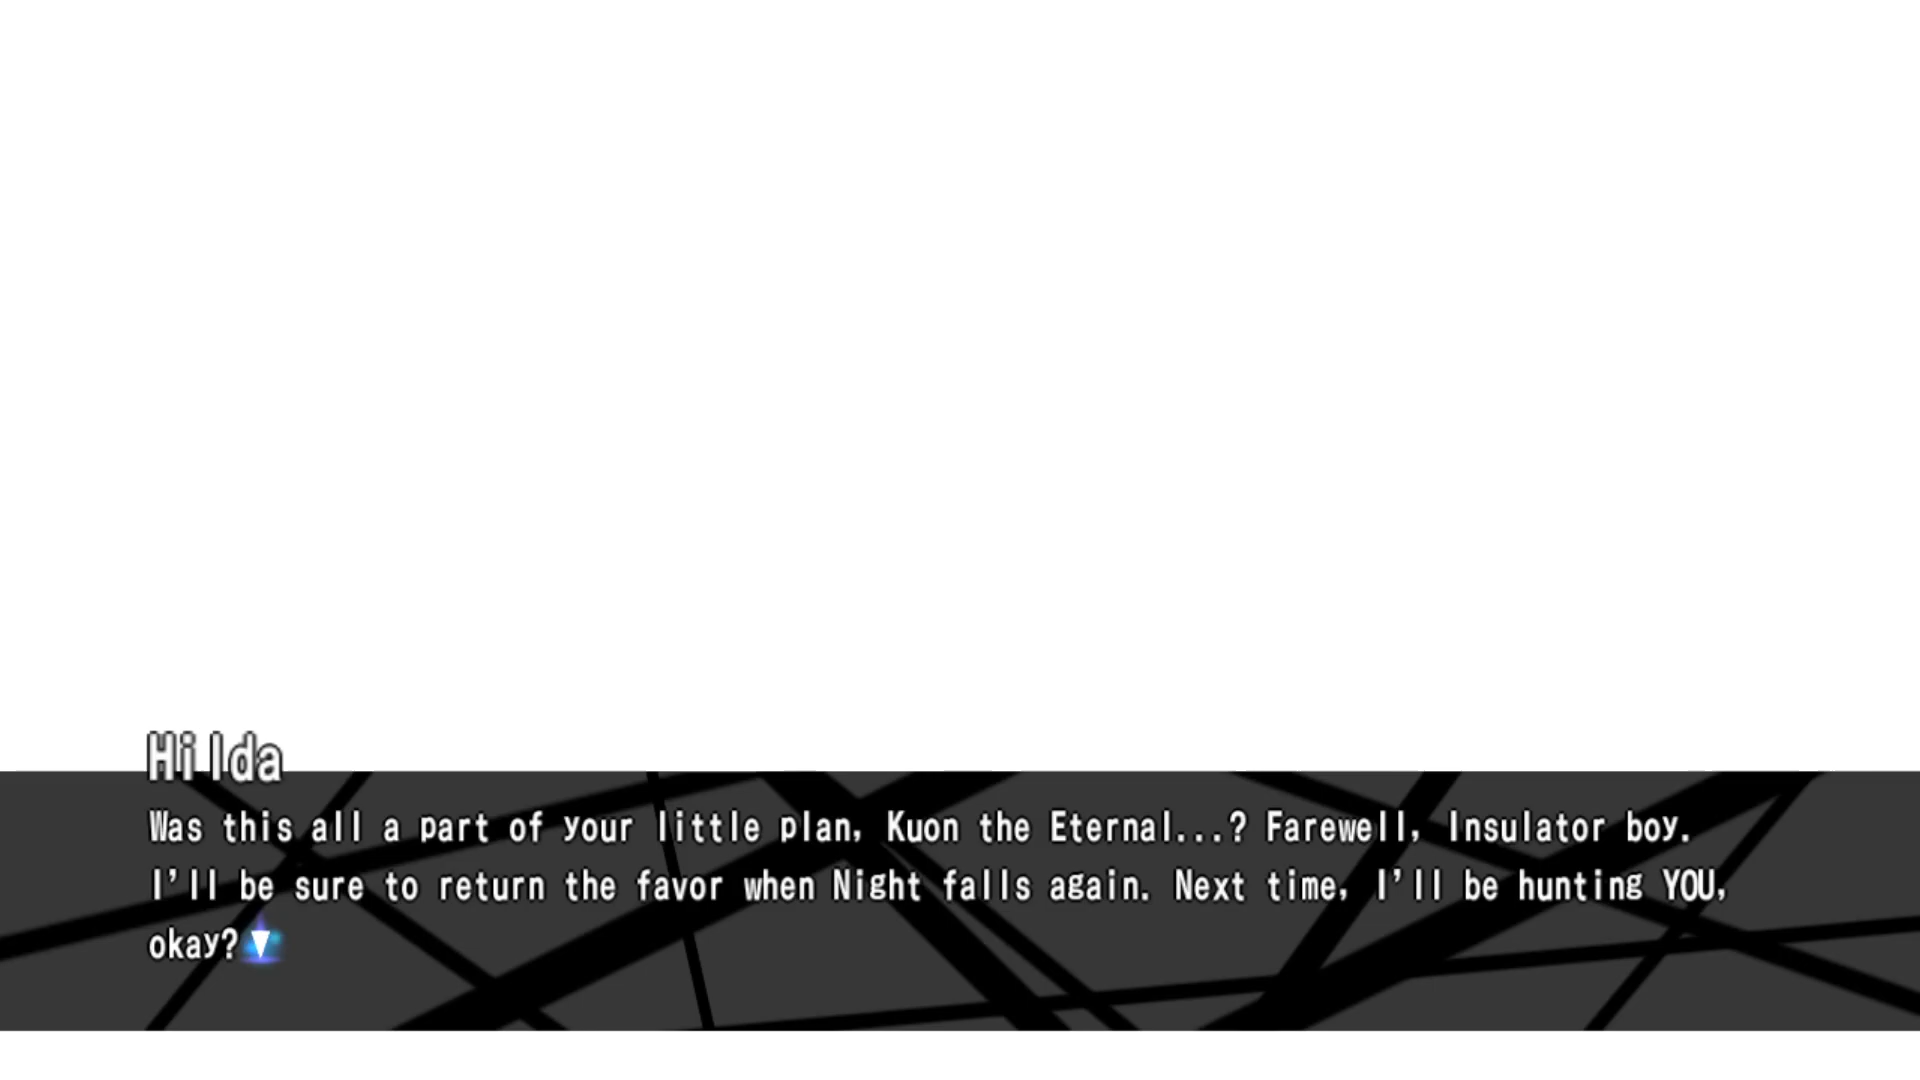 Hilda
Was this all a part of your little plan, Kuon the Eternal...? Farewell, Insulator boy.
I'll be sure to return the favor when Night falls again. Next time, I'll be hunting YOU,
okay?